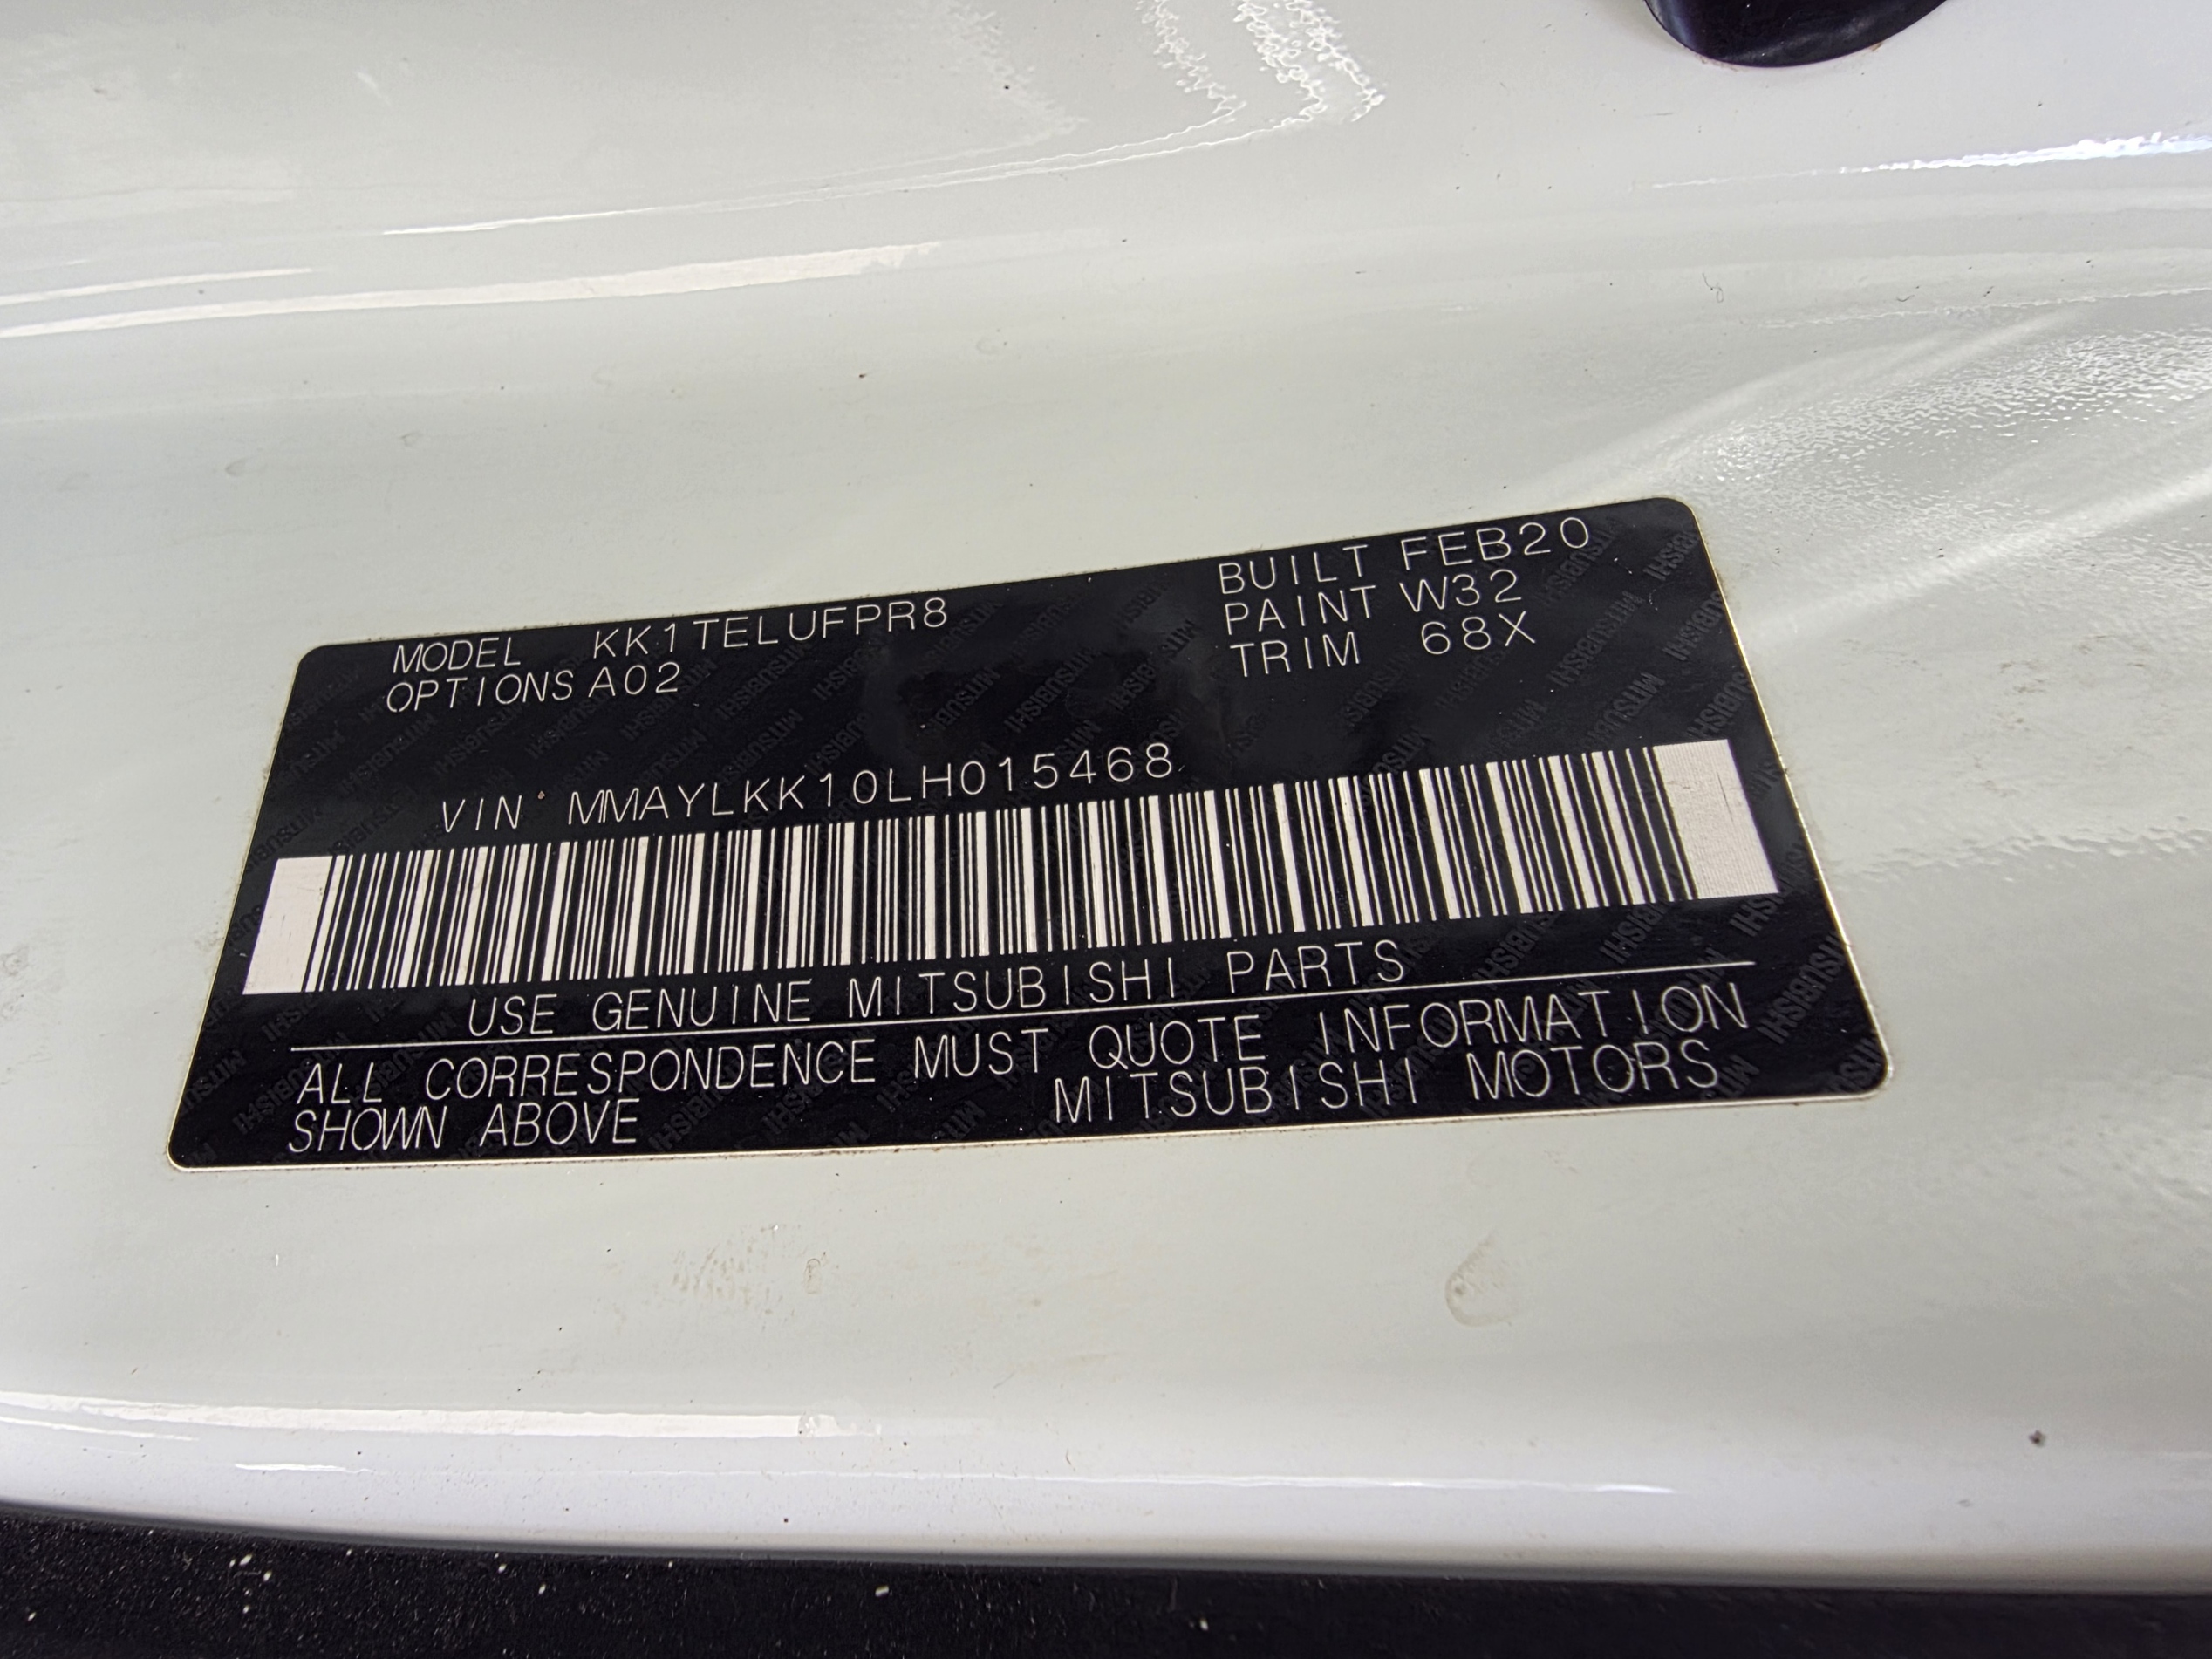 MODEL KK1TELUFPR8
OPTIONS A02
BUILT FEB20
PAINT W32
TRIM 68X
VIN MMAYLKK10LH015468
USE GENUINE MITSUBISHI PARTS
ALL CORRESPONDENCE MUST QUOTE INFORMATION
SHOWN ABOVE MITSUBISHI MOTORS